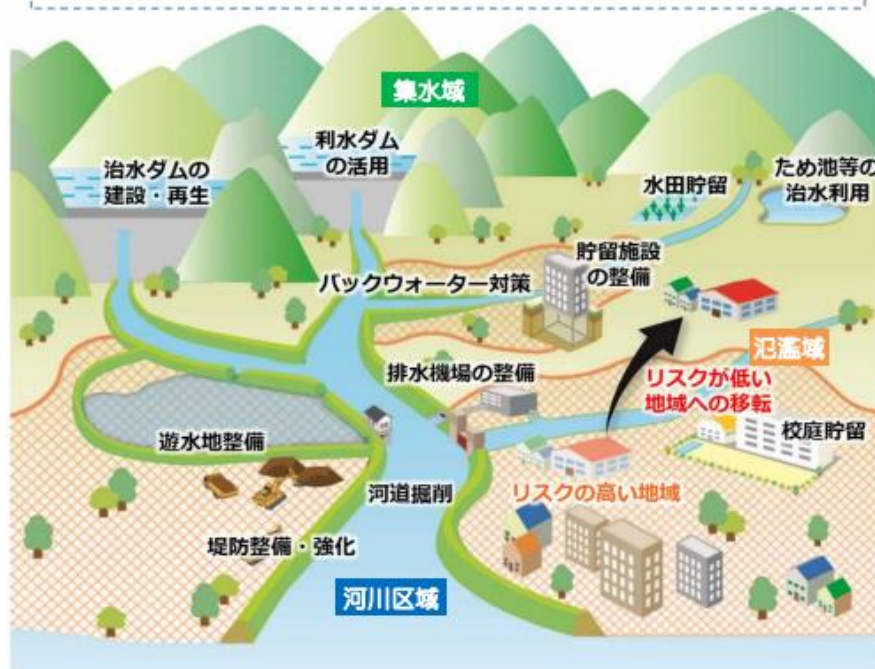 集水域
治水ダムの
建設・再生
利水ダム
の活用
水田貯留
ため池等の
治水利用
貯留施設
の整備
バックウォーター対策
氾濫域
排水機場の整備
リスクが低い
地域への移転
校庭貯留
遊水地整備
河道掘削
リスクの高い地域
堤防整備・強化
河川区域